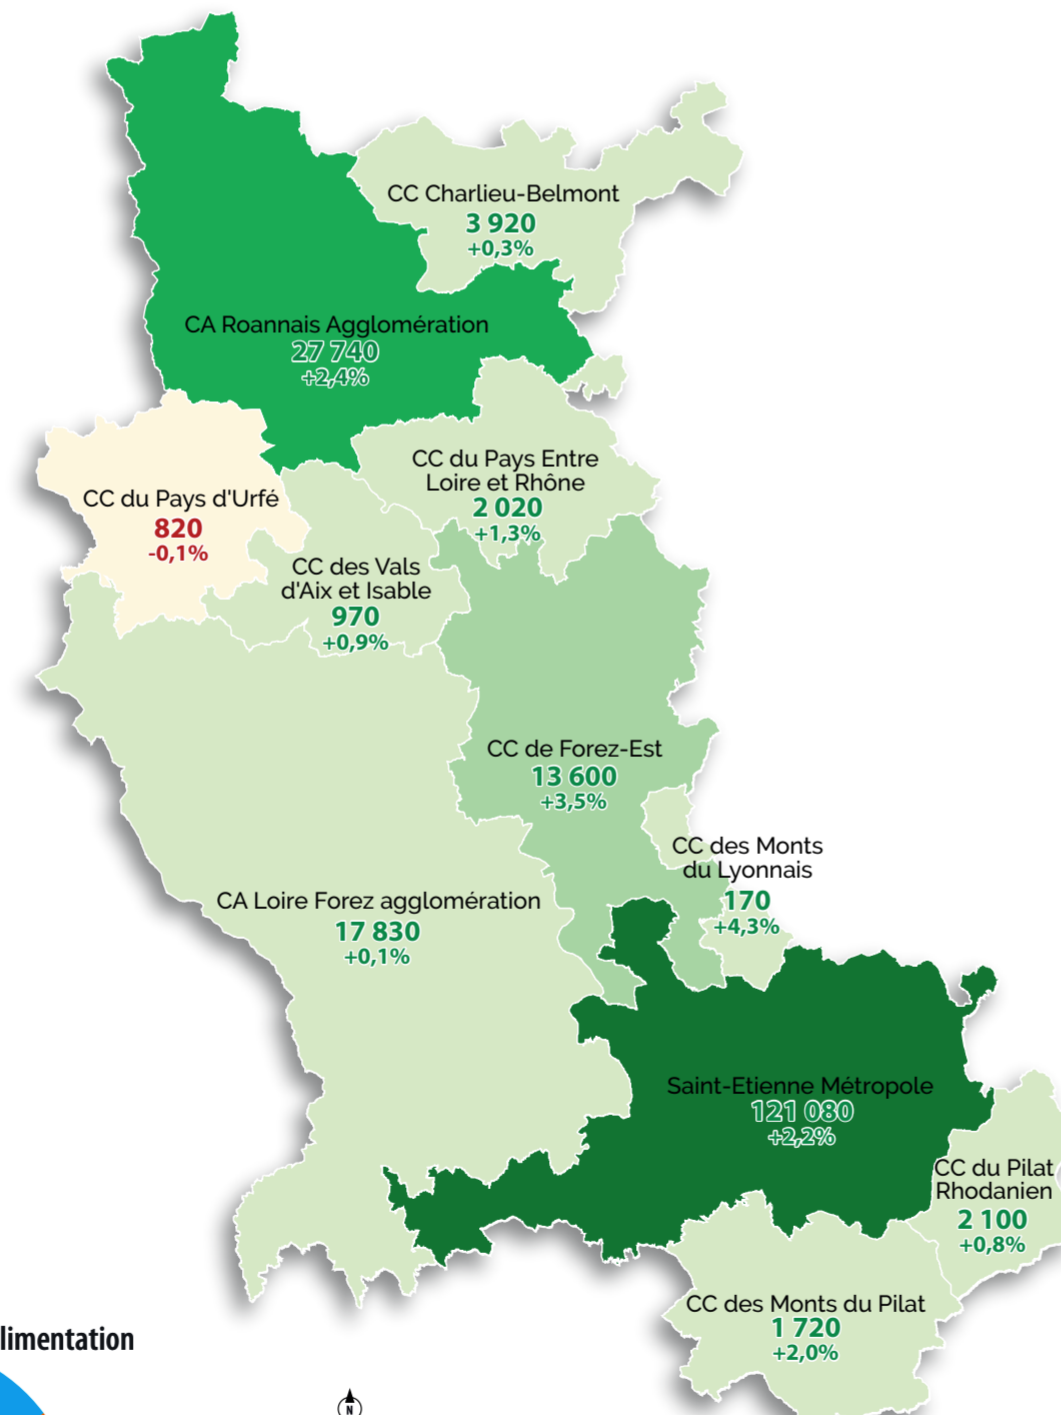 CC Charlieu-Belmont
3 920
+0,3%
CA Roannais Agglomération
27 740
+2,4%
CC du Pays Entre
Loire et Rhône
2 020
+1,3%
CC du Pays d'Urfé
820
-0,1%
CC des Vals
d'Aix et Isable
970
+0,9%
CC de Forez-Est
13 600
+3,5%
CC des Monts
du Lyonnais
170
+4,3%
CA Loire Forez agglomération
17 830
+0,1%
Saint-Etienne Métropole
121 080
+2,2%
CC du Pilat
Rhodanien
2 100
+0,8%
CC des Monts du Pilat
1 720
+2,0%
limentation
N